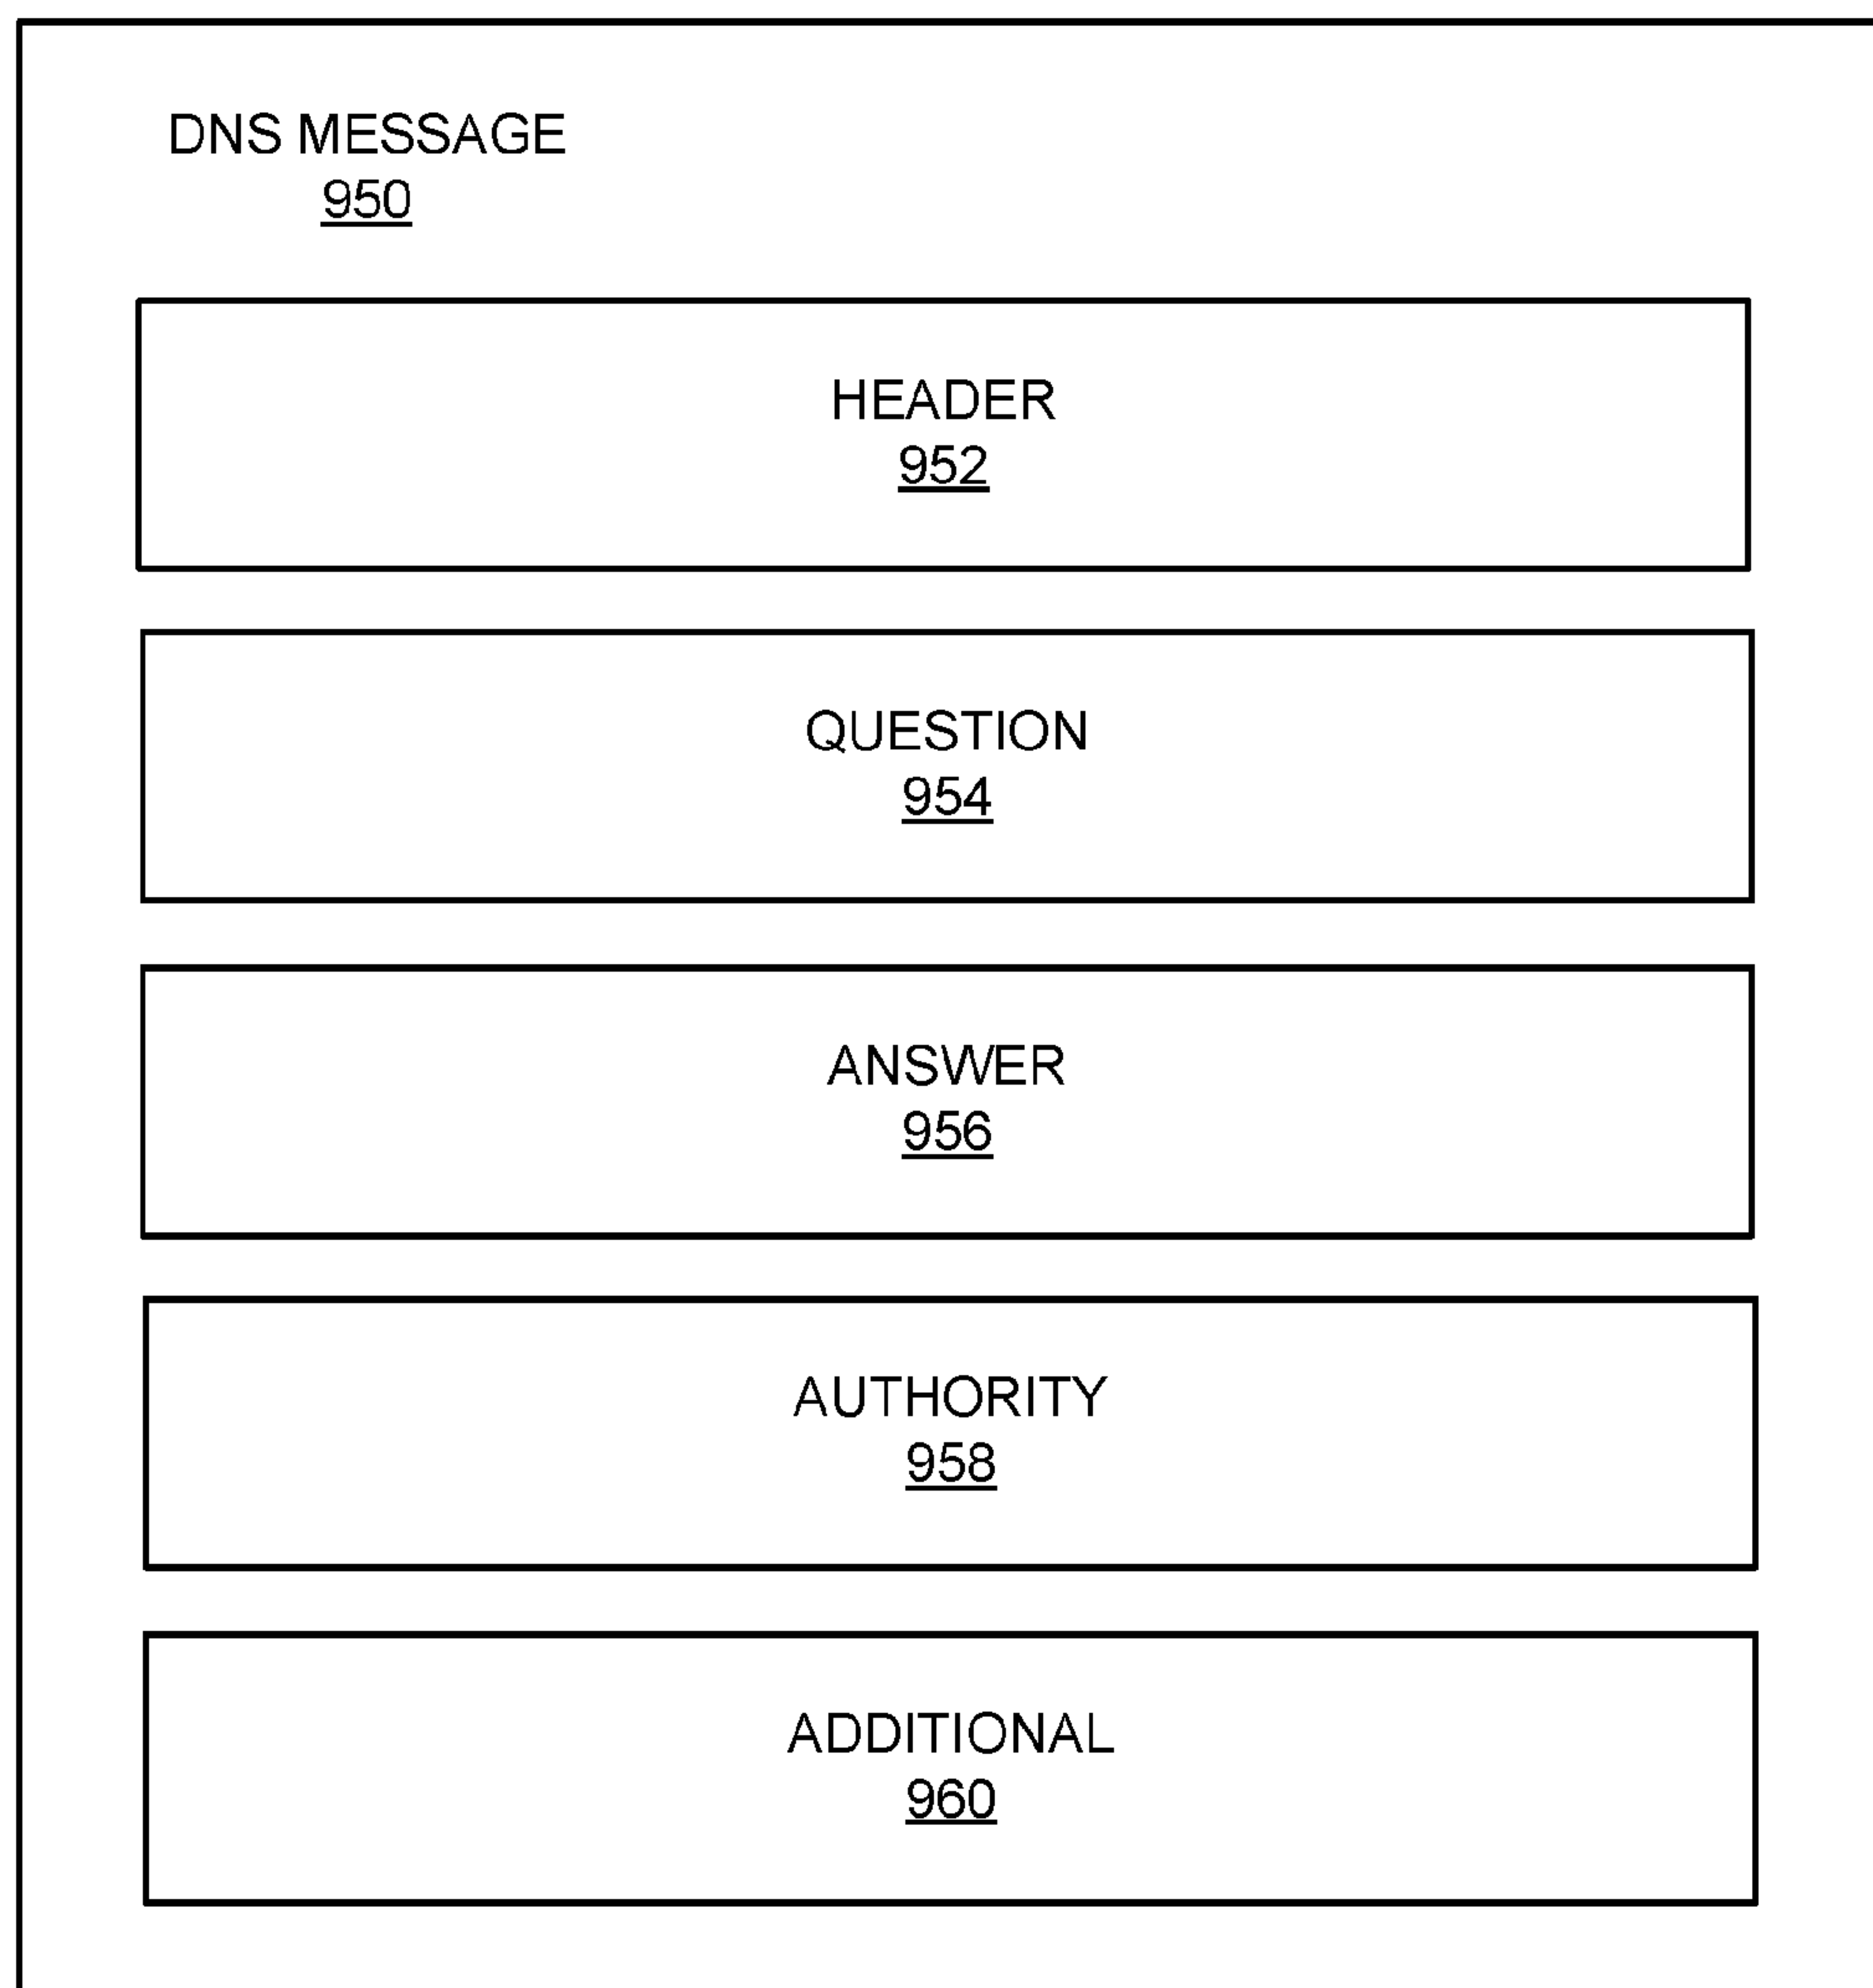 DNS MESSAGE
950
HEADER
952
QUESTION
954
ANSWER
956
AUTHORITY
958
ADDITIONAL
960